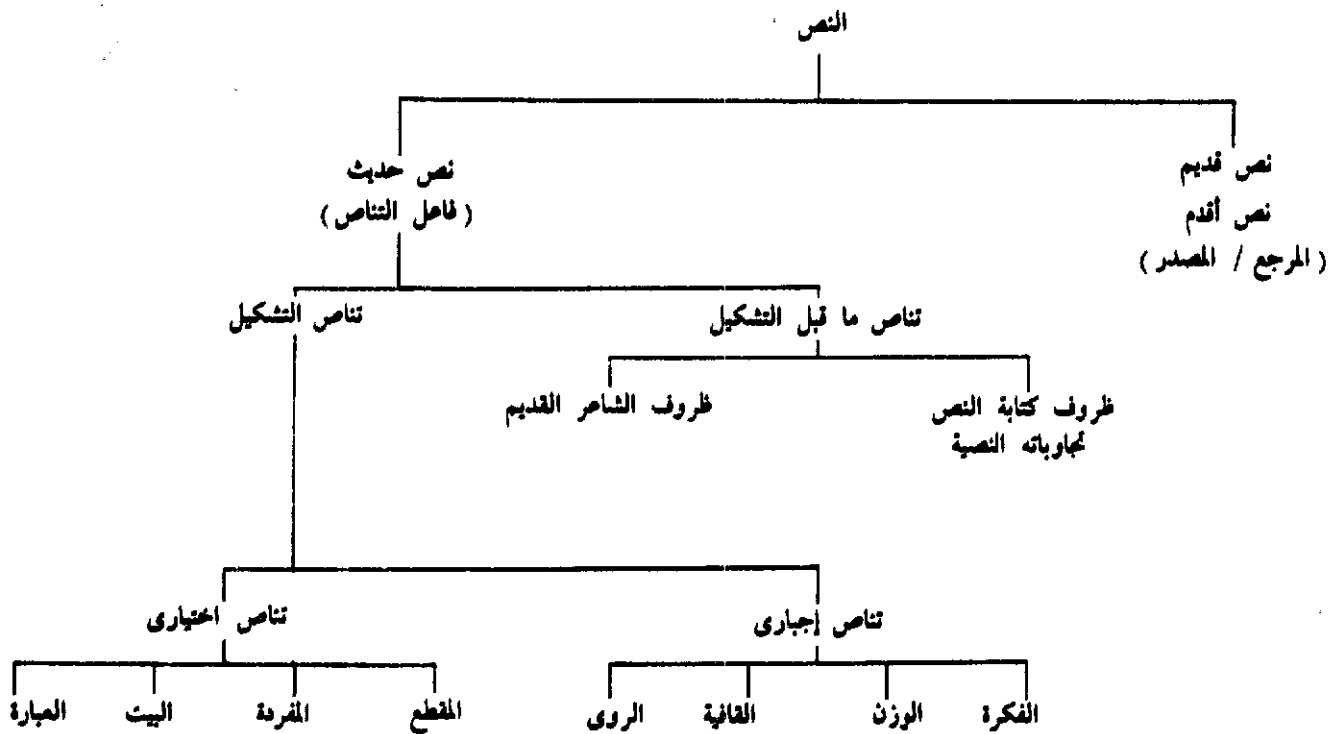 النص
نص قديم
نص أقدم
(المرجع / المصدر)
نص حديث
(فاعل التناص)
تناص ما قبل التشكيل
تناص التشكيل
ظروف كتابة النص
تجاوباته النصية
ظروف الشاعر القديم
تناص إجبارى
تناص اختيارى
الفكرة
الوزن
القافية
الروى
المقطع
المفردة
البيت
العبارة